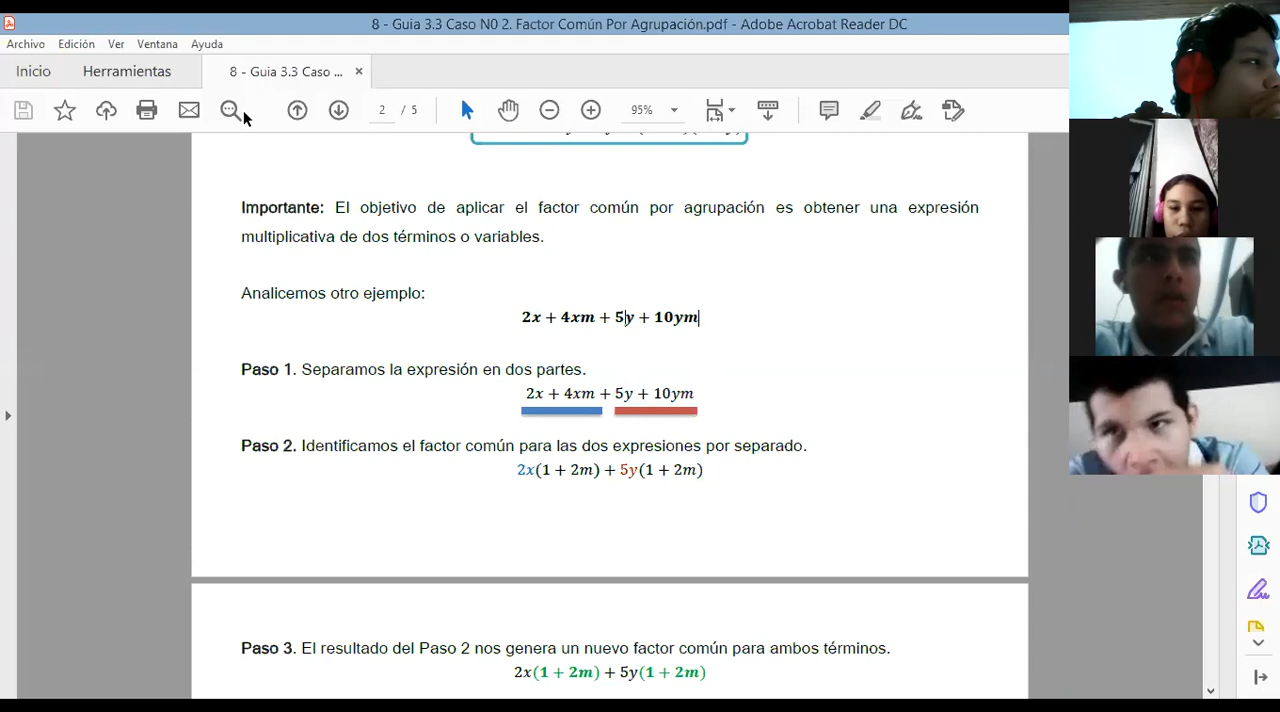 8 - Guia 3.3 Caso N0 2. Factor Común Por Agrupación.pdf - Adobe Acrobat Reader DC
Archivo Edición Ver Ventana Ayuda
Inicio Herramientas 8 - Guia 3.3 Caso ... ×
2 / 5 95%
Importante: El objetivo de aplicar el factor común por agrupación es obtener una expresión
multiplicativa de dos términos o variables.
Analicemos otro ejemplo:
2x + 4xm + 5y + 10ym
Paso 1. Separamos la expresión en dos partes.
2x + 4xm + 5y + 10ym
Paso 2. Identificamos el factor común para las dos expresiones por separado.
2x(1 + 2m) + 5y(1 + 2m)
Paso 3. El resultado del Paso 2 nos genera un nuevo factor común para ambos términos.
2x(1 + 2m) + 5y(1 + 2m)